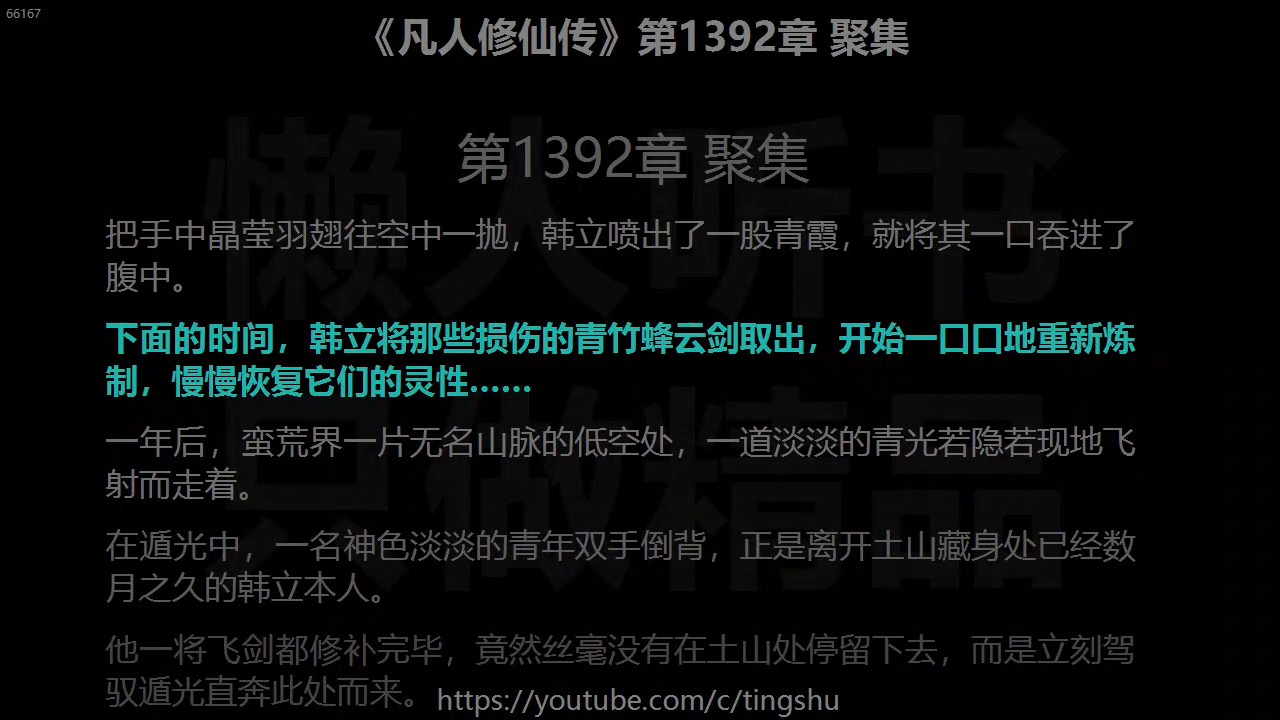 66167
《凡人修仙传》第1392章 聚集
第1392章 聚集
懒人听书
只做精品
把手中晶莹羽翅往空中一抛，韩立喷出了一股青霞，就将其一口吞进了
腹中。
下面的时间，韩立将那些损伤的青竹蜂云剑取出，开始一口口地重新炼
制，慢慢恢复它们的灵性……
一年后，蛮荒界一片无名山脉的低空处，一道淡淡的青光若隐若现地飞
射而走着。
在遁光中，一名神色淡淡的青年双手倒背，正是离开土山藏身处已经数
月之久的韩立本人。
他一将飞剑都修补完毕，竟然丝毫没有在土山处停留下去，而是立刻驾
驭遁光直奔此处而来。
https://youtube.com/c/tingshu